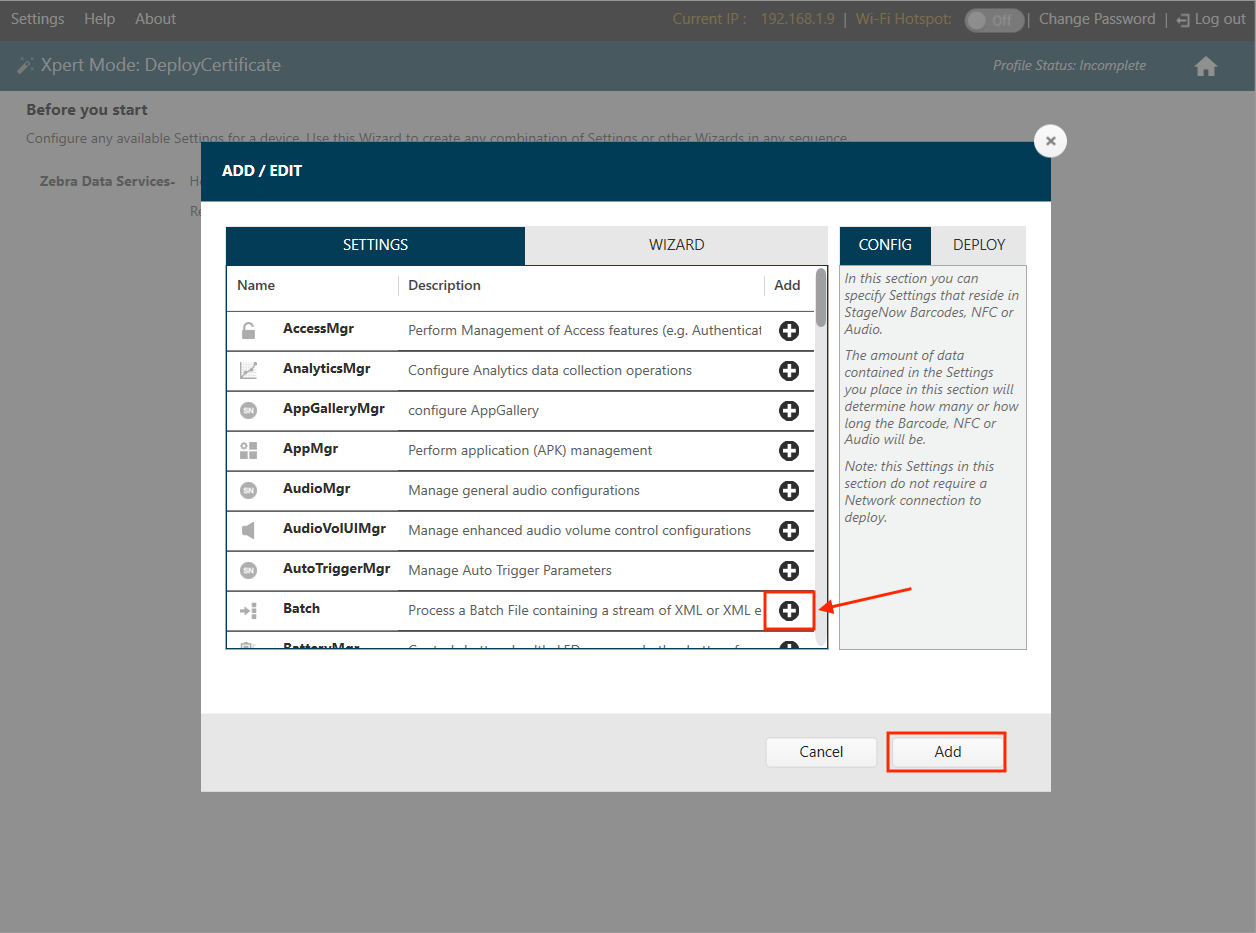 Settings Help About Current IP : 192.168.1.9 | Wi-Fi Hotspot: Off | Change Password | Log out
Xpert Mode: DeployCertificate Profile Status: Incomplete
Before you start
Configure any available Settings for a device. Use this Wizard to create any combination of Settings or other Wizards in any sequence.
Zebra Data Services-
ADD / EDIT
SETTINGS WIZARD
Name Description Add
AccessMgr Perform Management of Access features (e.g. Authenticat
AnalyticsMgr Configure Analytics data collection operations
SN AppGalleryMgr configure AppGallery
AppMgr Perform application (APK) management
SN AudioMgr Manage general audio configurations
AudioVolUIMgr Manage enhanced audio volume control configurations
SN AutoTriggerMgr Manage Auto Trigger Parameters
Batch Process a Batch File containing a stream of XML or XML e
BatteryMgr
CONFIG DEPLOY
In this section you can
specify Settings that reside in
StageNow Barcodes, NFC or
Audio.
The amount of data
contained in the Settings
you place in this section will
determine how many or how
long the Barcode, NFC or
Audio will be.
Note: this Settings in this
section do not require a
Network connection to
deploy.
Cancel Add